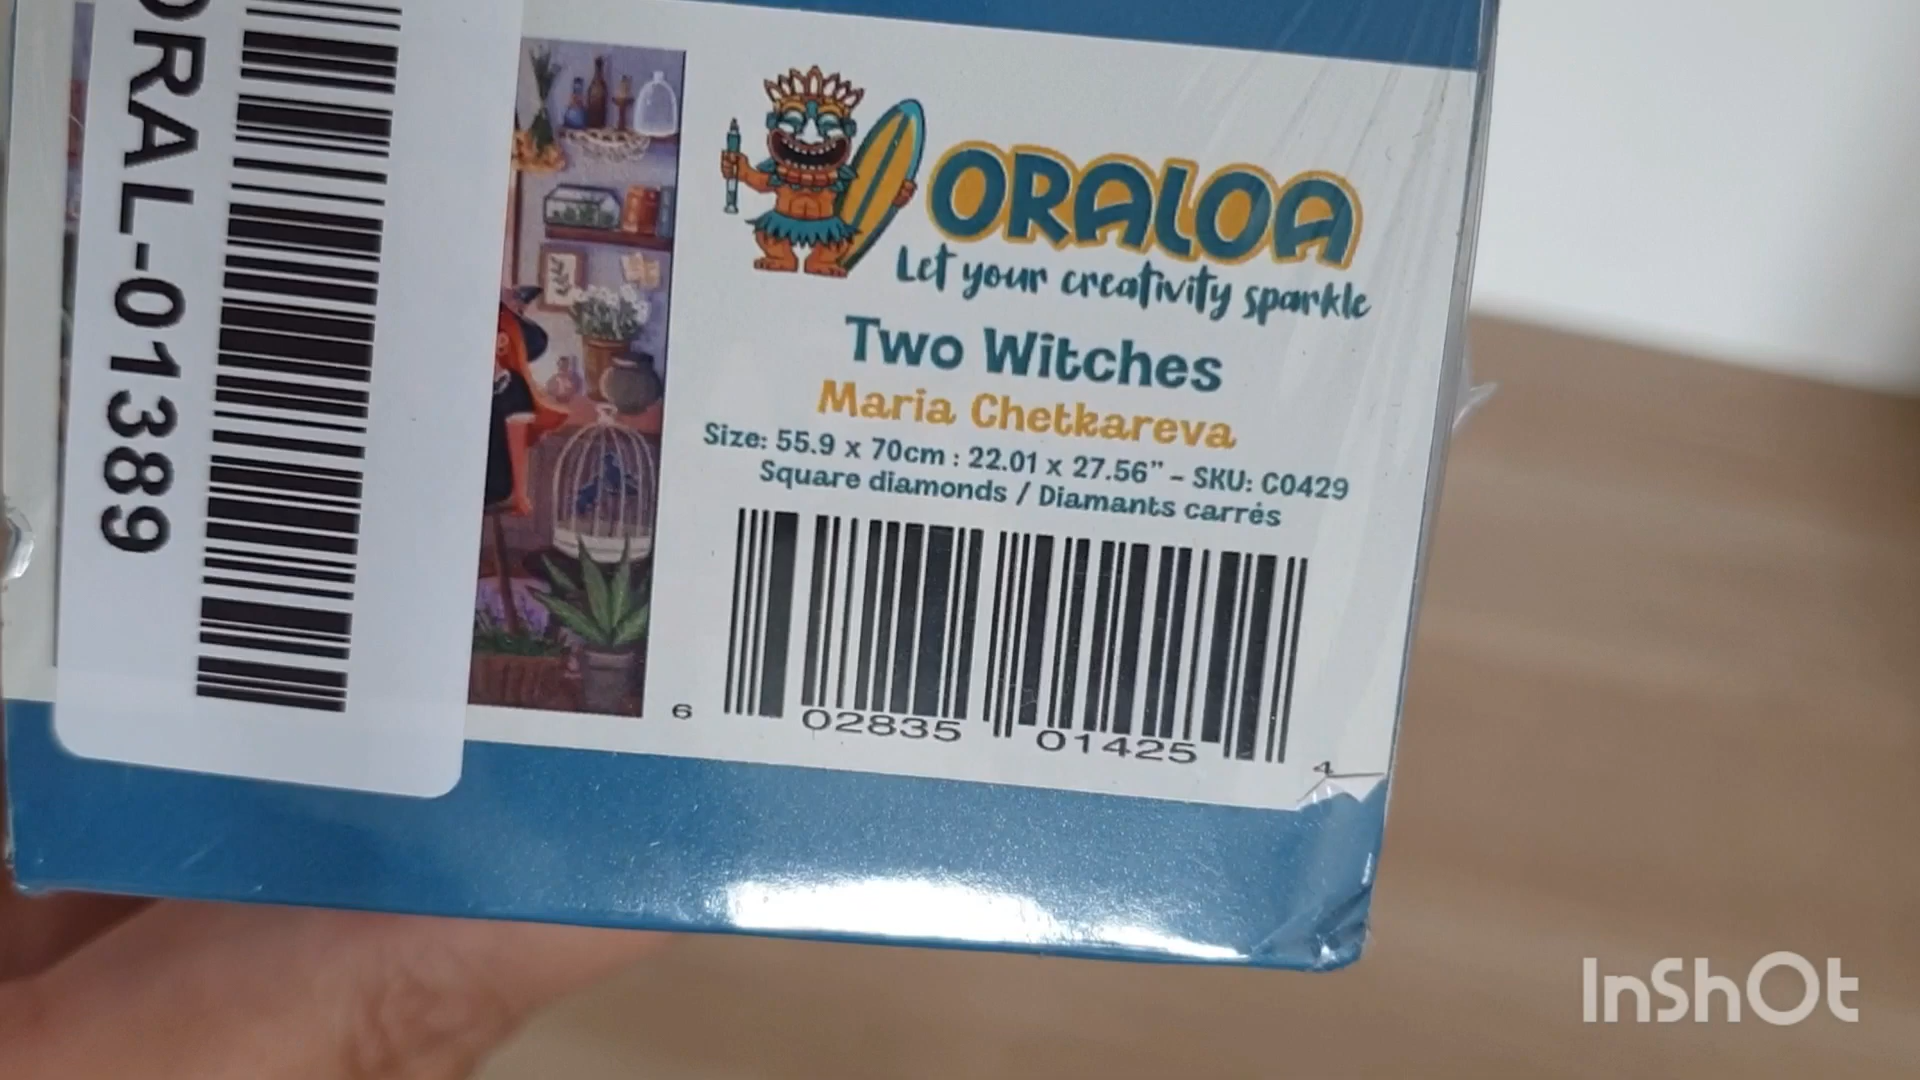 ORAL-01389
ORALOA
Let your creativity sparkle
Two Witches
Maria Chetkareva
Size: 55.9 x 70cm : 22.01 x 27.56” – SKU: C0429
Square diamonds / Diamants carrés
6 02835 01425 4
InShOt